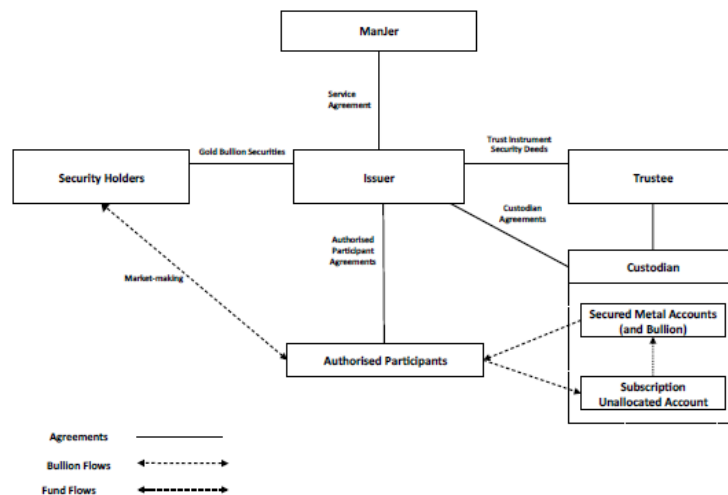 ManJer
Service
Agreement
Gold Bullion Securities
Trust Instrument
Security Deeds
Security Holders
Issuer
Trustee
Custodian
Agreements
Authorised
Participant
Agreements
Custodian
Market-making
Secured Metal Accounts
(and Bullion)
Authorised Participants
Subscription
Unallocated Account
Agreements
Bullion Flows
Fund Flows